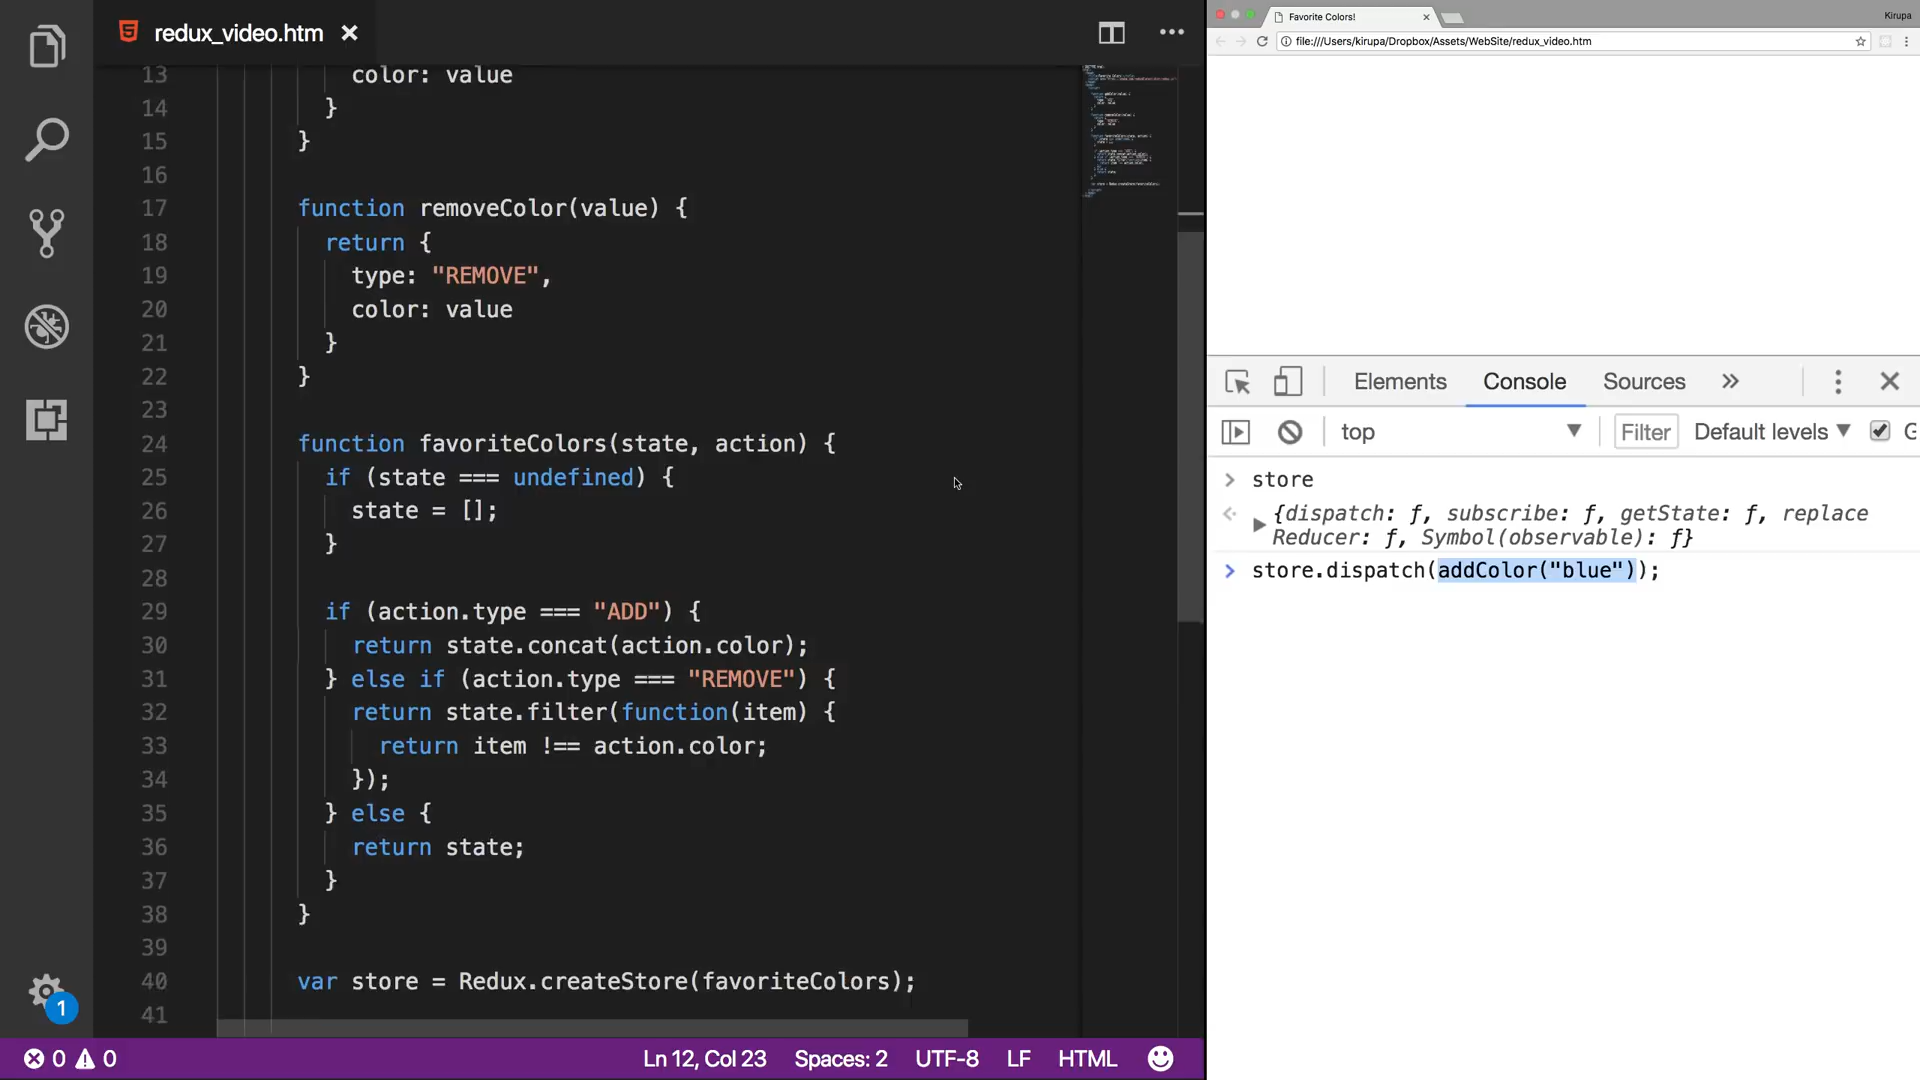 redux_video.htm
13 color: value
14 }
15 }
16
17 function removeColor(value) {
18 return {
19 type: "REMOVE",
20 color: value
21 }
22 }
23
24 function favoriteColors(state, action) {
25 if (state === undefined) {
26 state = [];
27 }
28
29 if (action.type === "ADD") {
30 return state.concat(action.color);
31 } else if (action.type === "REMOVE") {
32 return state.filter(function(item) {
33 return item !== action.color;
34 });
35 } else {
36 return state;
37 }
38 }
39
40 var store = Redux.createStore(favoriteColors);
41
1
0 0
Ln 12, Col 23 Spaces: 2 UTF-8 LF HTML
Favorite Colors!
Kirupa
file:///Users/kirupa/Dropbox/Assets/WebSite/redux_video.htm
Elements Console Sources »
top Filter Default levels G
> store
{dispatch: ƒ, subscribe: ƒ, getState: ƒ, replace
Reducer: ƒ, Symbol(observable): ƒ}
> store.dispatch(addColor("blue"));